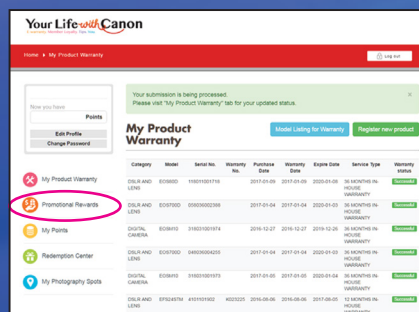 Your Life with Canon
Home > My Product Warranty
Log out
Your submission is being processed.
Please visit "My Product Warranty" tab for your updated status.
×
Now you have
Points
Edit Profile
Change Password
My Product
Warranty
Model Listing for Warranty
Register new product
My Product Warranty
Promotional Rewards
My Points
Redemption Center
My Photography Spots
Category Model Serial No. Warranty No. Purchase Date Warranty Date Expire Date Service Type Warranty status
DSLR AND LENS 2017-01-09 2017-01-09 2020-01-08 36 MONTHS IN-HOUSE WARRANTY Successful
DSLR AND LENS 2017-01-04 2017-01-04 2020-01-03 36 MONTHS IN-HOUSE WARRANTY Successful
DIGITAL CAMERA 2016-12-27 2016-12-27 2019-12-26 36 MONTHS IN-HOUSE WARRANTY Successful
DSLR AND LENS 2017-01-04 2017-01-04 2020-01-03 36 MONTHS IN-HOUSE WARRANTY Successful
DIGITAL CAMERA 2017-01-05 2017-01-05 2020-01-04 36 MONTHS IN-HOUSE WARRANTY Successful
DSLR AND LENS 2016-06-06 2016-06-06 2017-06-05 12 MONTHS IN-HOUSE WARRANTY Successful